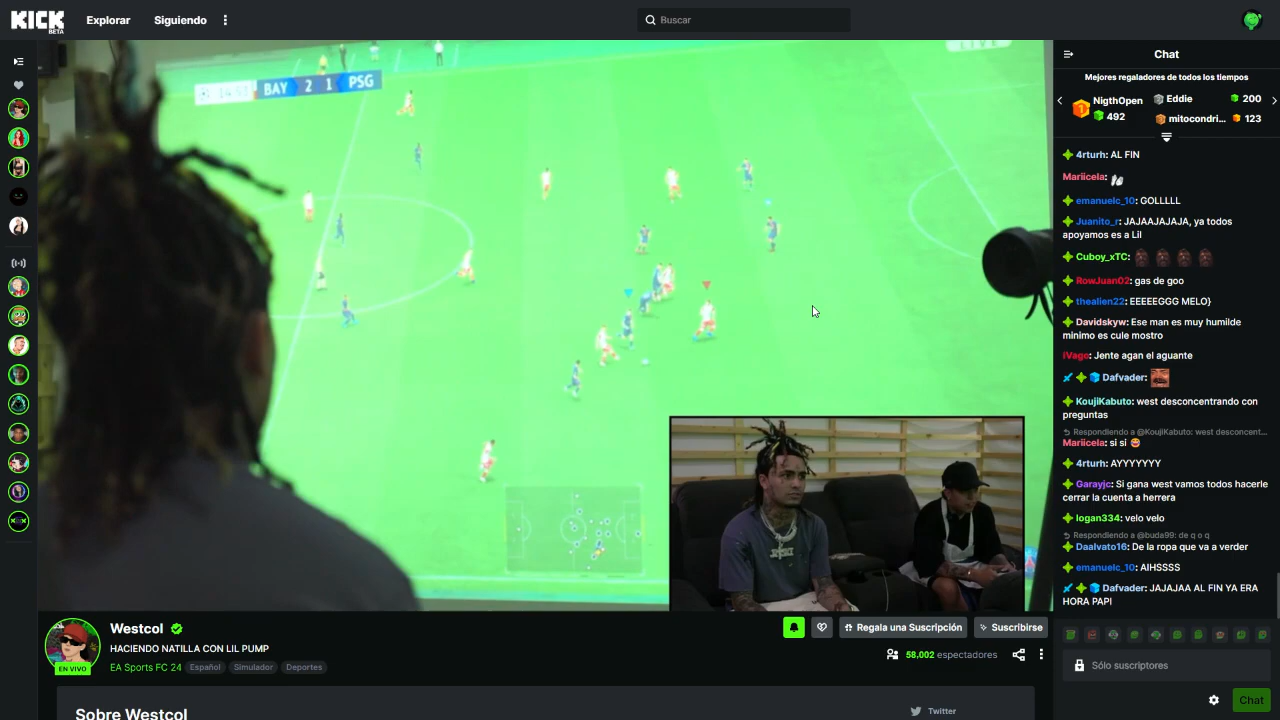 KICK
BETA
Explorar
Siguiendo
Buscar
BAY 2 1 PSG
LIVE
Chat
Mejores regaladores de todos los tiempos
NigthOpen
492
Eddie 200
mitocondri... 123
4rturh: AL FIN
Mariicela:
emanuelc_10: GOLLLLL
Juanito_r: JAJAAJAJAJA, ya todos
apoyamos es a Lil
Cuboy_xTC:
RowJuan02: gas de goo
thealien22: EEEEEGGG MELO}
Davidskyw: Ese man es muy humilde
minimo es cule mostro
iVago: Jente agan el aguante
Dafvader:
KoujiKabuto: west descontrentando con
preguntas
Respondiendo a @KoujiKabuto: west desconcent...
Mariicela: si si
4rturh: AYYYYYYY
Garayjc: Si gana west vamos todos hacerle
cerrar la cuenta a herrera
logan334: velo velo
Respondiendo a @buda99: de q o q
Daalvato16: De la ropa que va a verder
emanuelc_10: AIHSSSS
Dafvader: JAJAJAA AL FIN YA ERA
HORA PAPI
Sólo suscriptores
Chat
EN VIVO
Westcol
HACIENDO NATILLA CON LIL PUMP
EA Sports FC 24 Español Simulador Deportes
Regala una Suscripción
Suscribirse
58,002 espectadores
Sobre Westcol
Twitter